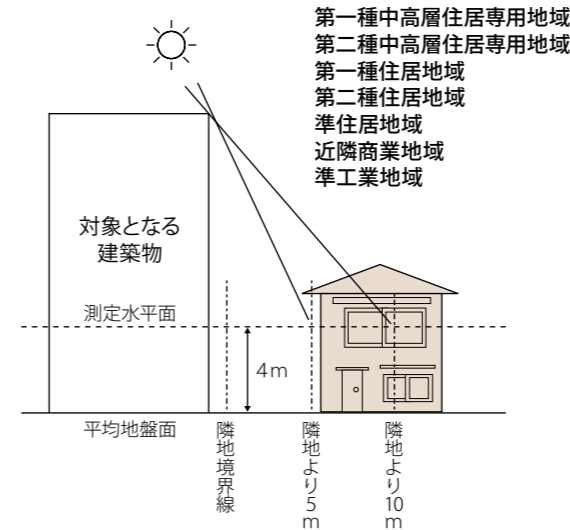 第一種中高層住居専用地域
第二種中高層住居専用地域
第一種住居地域
第二種住居地域
準住居地域
近隣商業地域
準工業地域
対象となる
建築物
測定水平面
4m
平均地盤面
隣地境界線
隣地より5m
隣地より10m